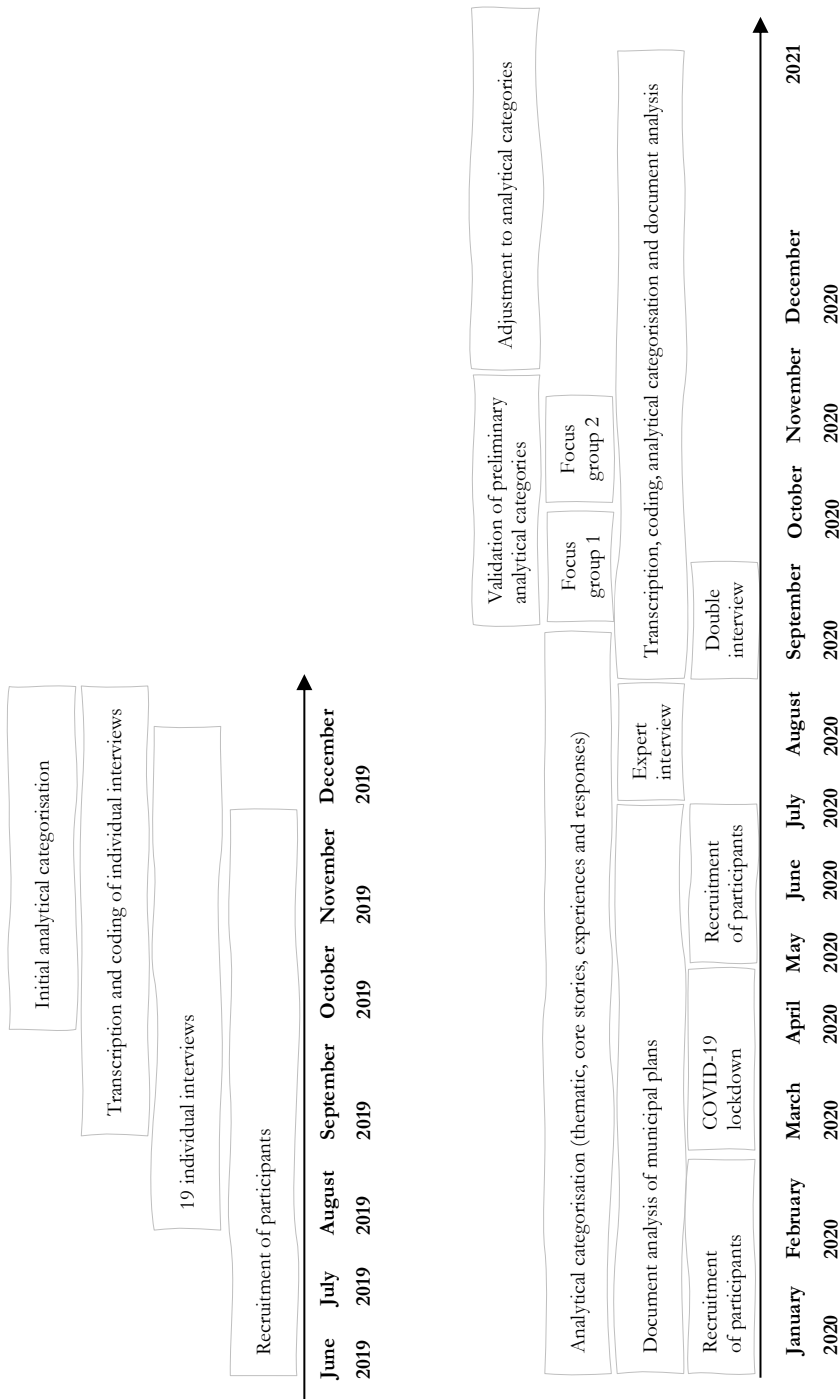 Initial analytical categorisation
Transcription and coding of individual interviews
19 individual interviews
Recruitment of participants
June July August September October November December
2019 2019 2019 2019 2019 2019 2019
Validation of preliminary
analytical categories
Adjustment to analytical categories
Analytical categorisation (thematic, core stories, experiences and responses)
Focus
group 1
Focus
group 2
Document analysis of municipal plans
Expert
interview
Transcription, coding, analytical categorisation and document analysis
Recruitment
of participants
COVID-19
lockdown
Recruitment
of participants
Double
interview
January February March April May June July August September October November December 2021
2020 2020 2020 2020 2020 2020 2020 2020 2020 2020 2020 2020